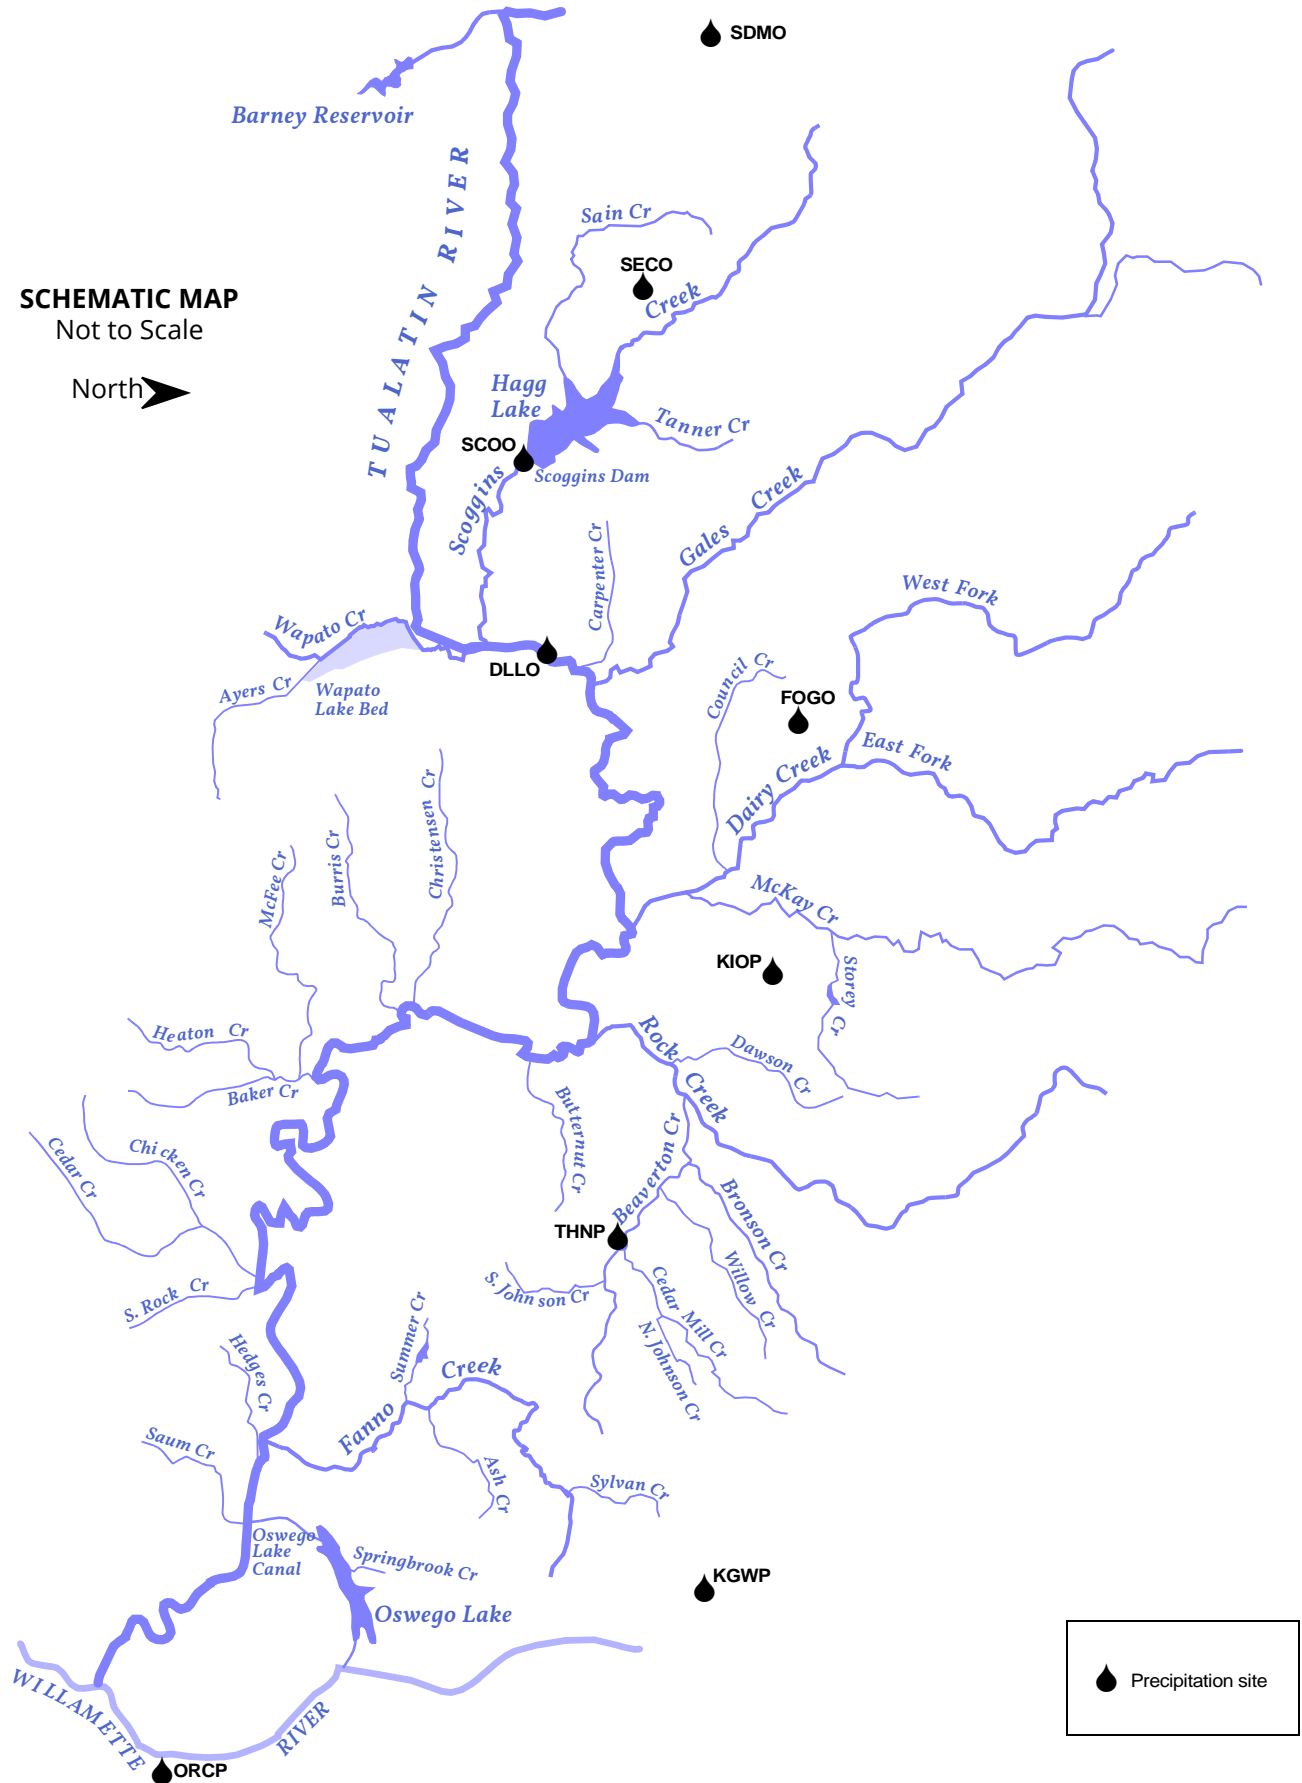 SDMO
Barney Reservoir
TUALATIN RIVER
Sain Cr
SECO
Creek
SCHEMATIC MAP
Not to Scale
North
Hagg
Lake
Tanner Cr
SCOO
Scoggins Dam
Scoggins
Gales Creek
Carpenter Cr
West Fork
Wapato Cr
DLLO
Ayers Cr
Wapato
Lake Bed
Council Cr
FOGO
East Fork
Dairy Creek
Christensen Cr
Burris Cr
McFee Cr
McKay Cr
KIOP
Storey Cr
Heaton Cr
Rock Creek
Dawson Cr
Baker Cr
Butternut Cr
Beaverton Cr
Chicken Cr
Cedar Cr
Bronson Cr
THNP
Willow Cr
S. Johnson Cr
Cedar Mill Cr
S. Rock Cr
N. Johnson Cr
Summer Cr
Hedges Cr
Fanno Creek
Saum Cr
Ash Cr
Sylvan Cr
Oswego
Lake
Canal
Springbrook Cr
KGWP
Oswego Lake
WILLAMETTE RIVER
Precipitation site
ORCP